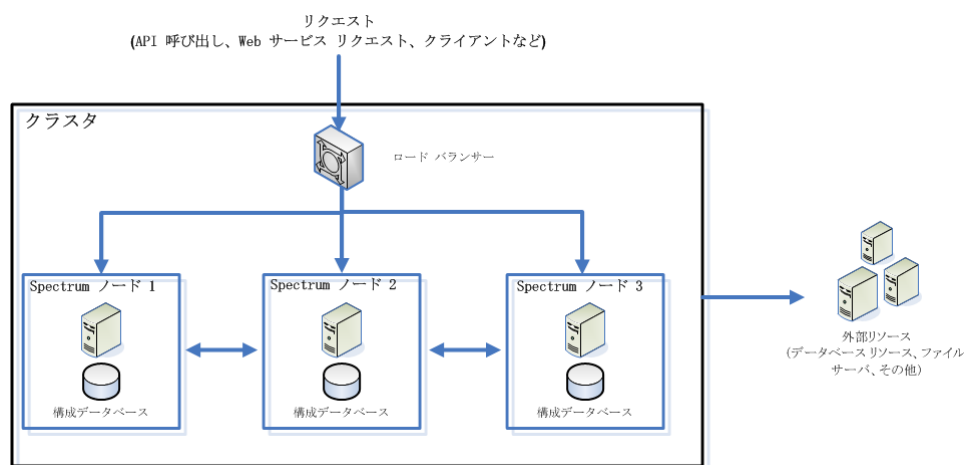 リクエスト
(API 呼び出し、Web サービス リクエスト、クライアントなど)
クラスタ
ロード バランサー
Spectrum ノード 1
Spectrum ノード 2
Spectrum ノード 3
構成データベース
構成データベース
構成データベース
外部リソース
(データベース リソース、ファイル
サーバ、その他)